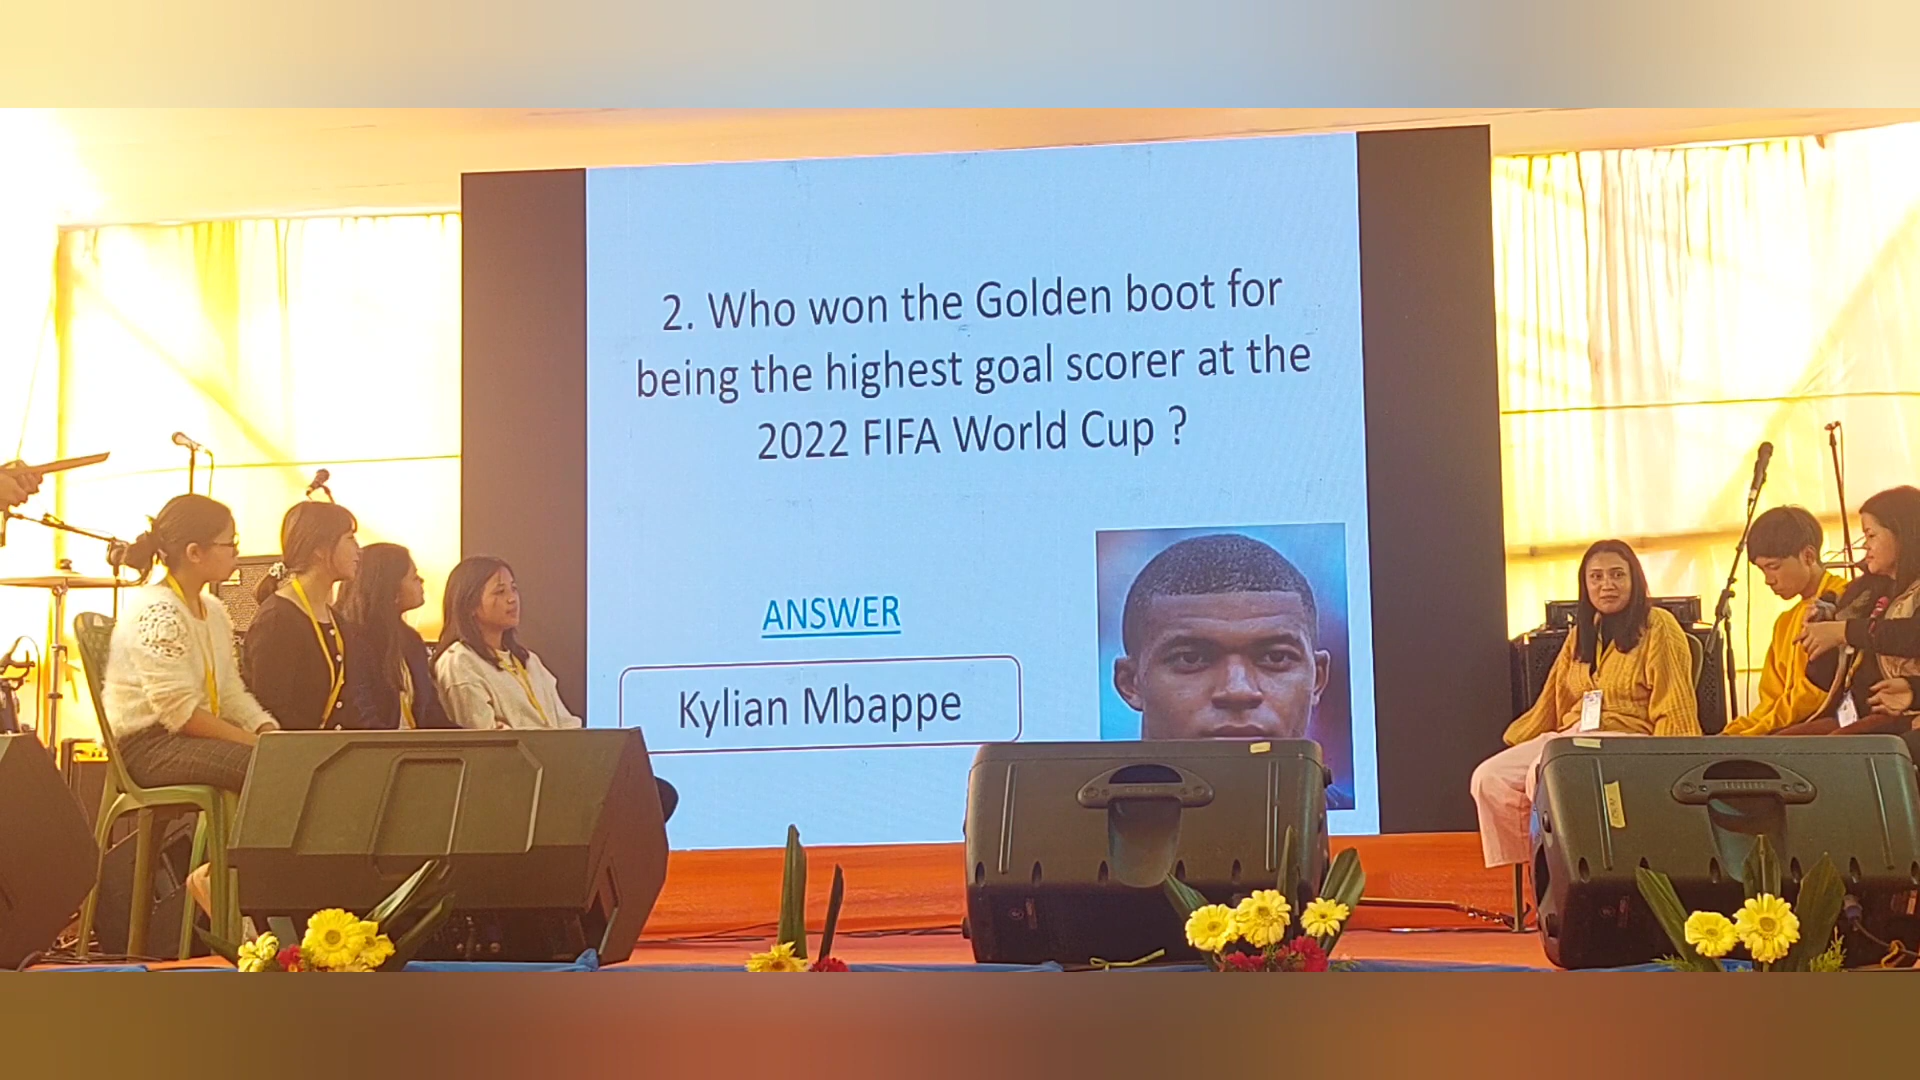 2. Who won the Golden boot for
being the highest goal scorer at the
2022 FIFA World Cup ?
ANSWER
Kylian Mbappe